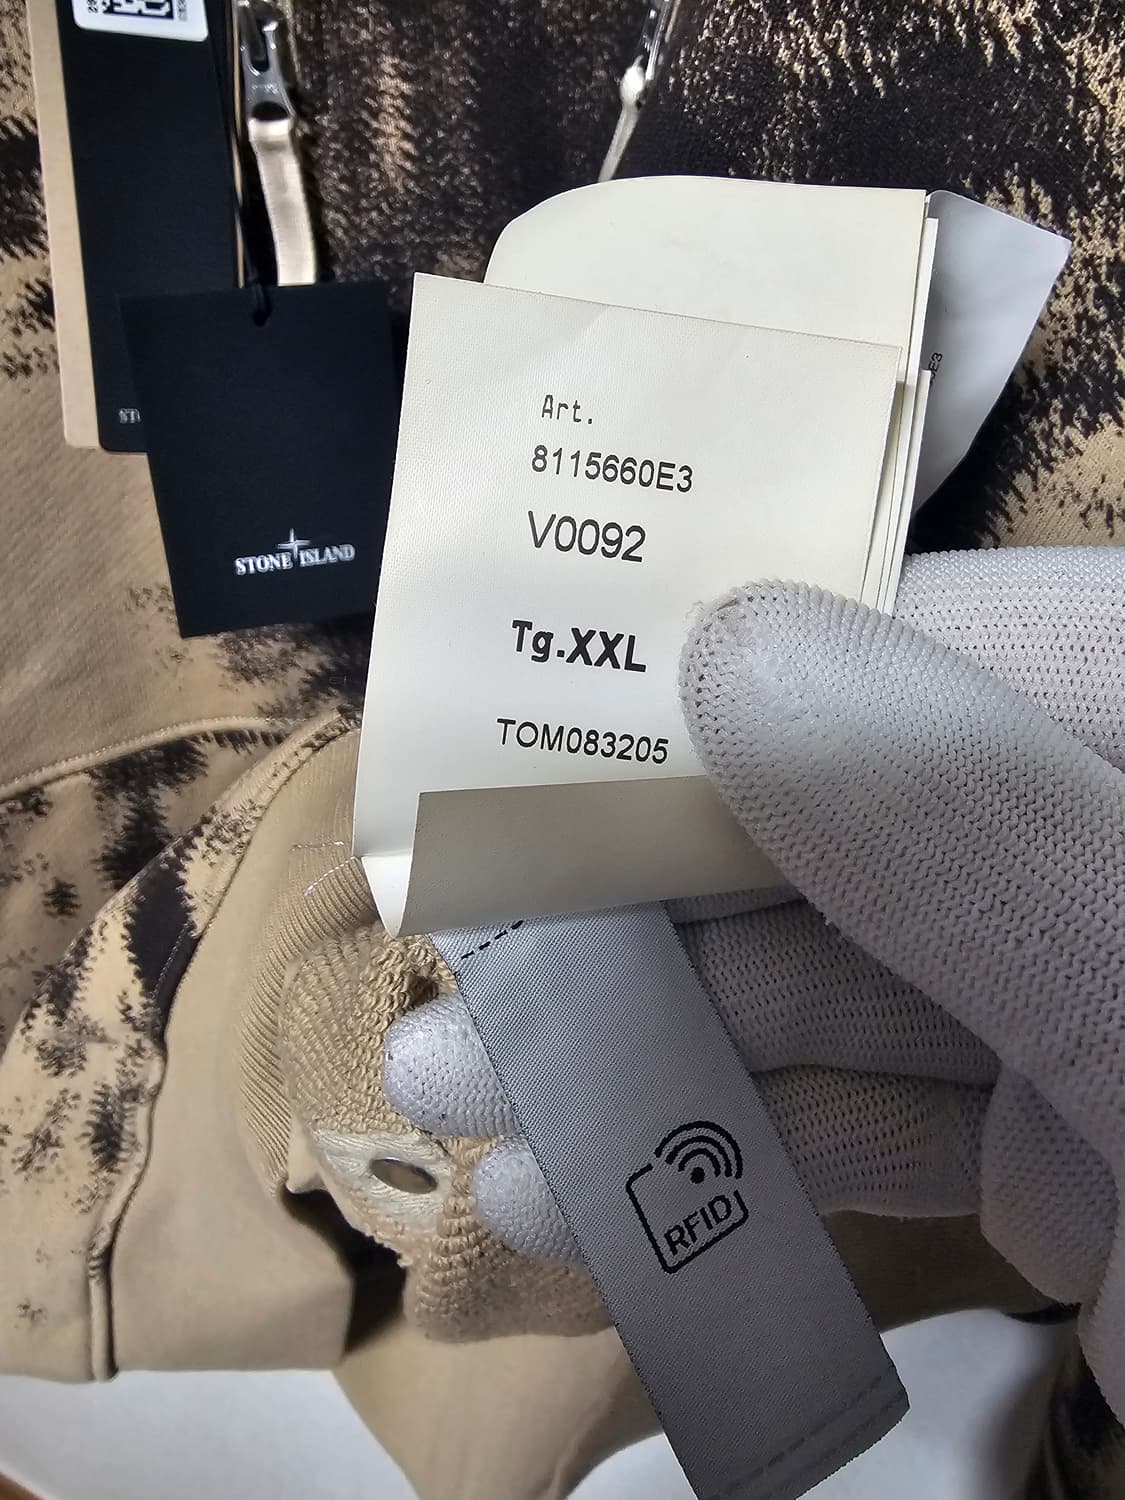 STONE ISLAND
Art.
8115660E3
V0092
Tg.XXL
TOM083205
RFID